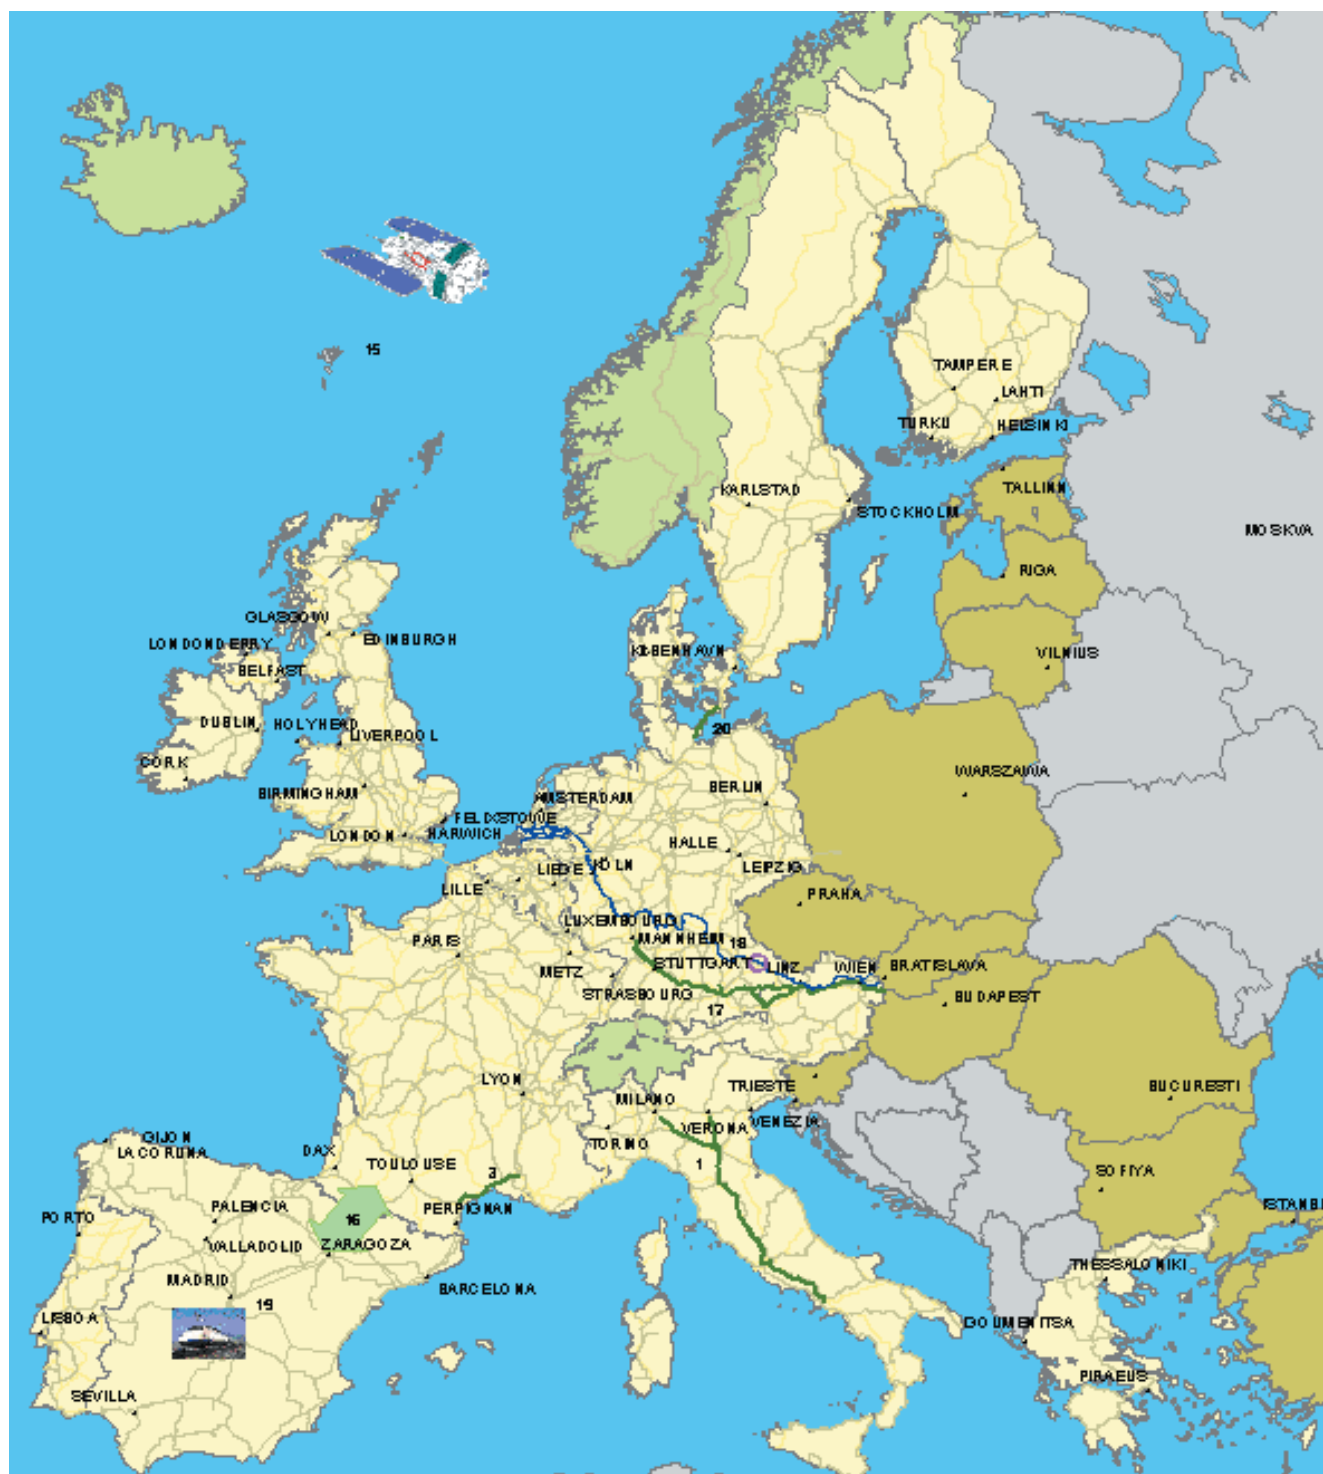 15
TAMPERE
LAHTI
TURKU
HELSINKI
KARLSTAD
TALLINN
STOCKHOLM
MOSKVA
RIGA
GLASGOW
EDINBURGH
LONDONDERRY
KØBENHAVN
VILNIUS
BELFAST
DUBLIN
HOLYHEAD
LIVERPOOL
20
CORK
WARSZAWA
BIRMINGHAM
AMSTERDAM
BERLIN
FELIXSTOWE
LONDON
HARWICH
HALLE
LIEGE
KÖLN
LEIPZIG
LILLE
PRAHA
LUXEMBOURG
PARIS
MANNHEIM
18
METZ
STUTTGART
LINZ
WIEN
BRATISLAVA
STRASBOURG
BUDAPEST
17
LYON
TRIESTE
BUCURESTI
MILANO
VERONA
VENEZIA
GIJON
LA CORUNA
DAX
TORINO
TOULOUSE
3
1
SOFIYA
PALENCIA
PERPIGNAN
ISTANB
PORTO
16
VALLADOLID
ZARAGOZA
THESSALONIKI
MADRID
BARCELONA
19
LISBOA
IGOUMENITSA
PIRAEUS
SEVILLA